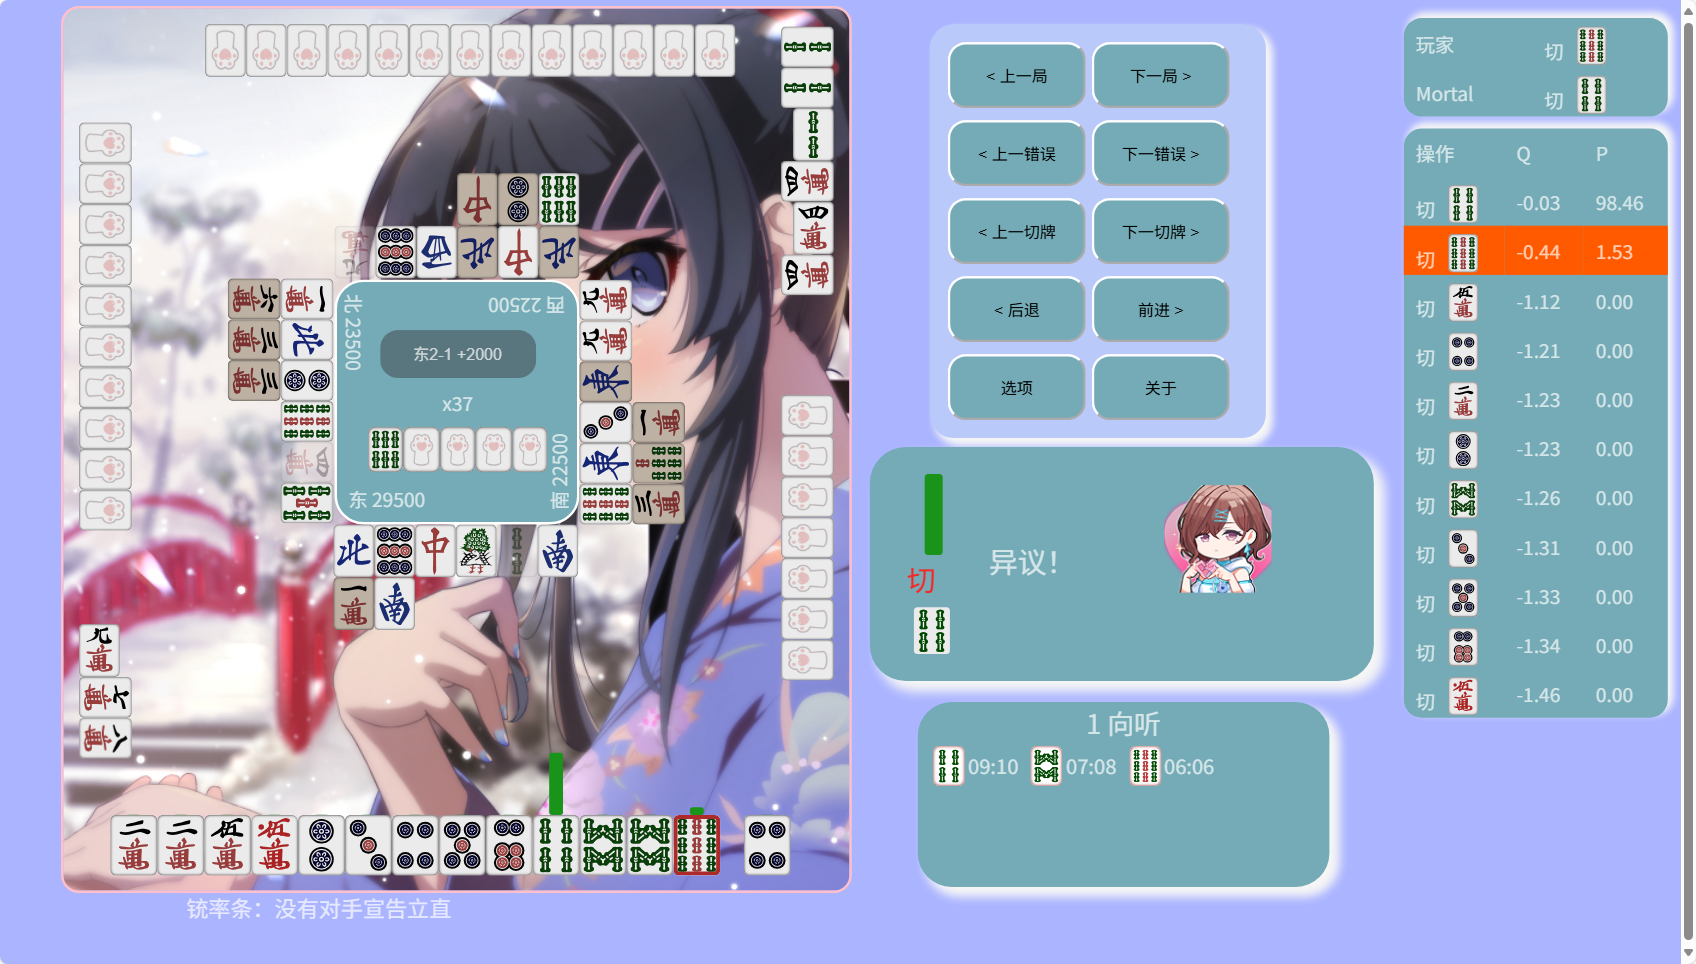 西 22500
北 23500
东2-1 +2000
x37
南 22500
东 29500
铳率条：没有对手宣告立直
< 上一局
下一局 >
< 上一错误
下一错误 >
< 上一切牌
下一切牌 >
< 后退
前进 >
选项
关于
切
异议！
1 向听
09:10
07:08
06:06
玩家 切
Mortal 切
操作 Q P
切 -0.03 98.46
切 -0.44 1.53
切 -1.12 0.00
切 -1.21 0.00
切 -1.23 0.00
切 -1.23 0.00
切 -1.26 0.00
切 -1.31 0.00
切 -1.33 0.00
切 -1.34 0.00
切 -1.46 0.00